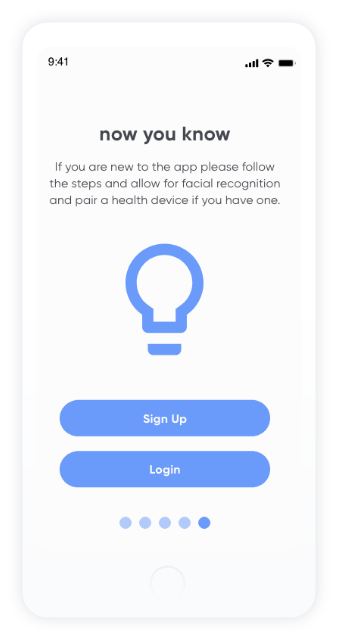 9:41
now you know
If you are new to the app please follow
the steps and allow for facial recognition
and pair a health device if you have one.
Sign Up
Login